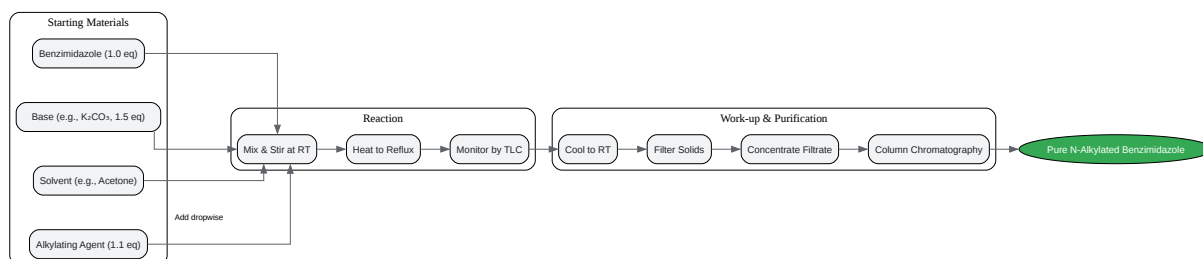 Starting Materials
Benzimidazole (1.0 eq)
Base (e.g., K₂CO₃, 1.5 eq)
Solvent (e.g., Acetone)
Add dropwise
Alkylating Agent (1.1 eq)
Reaction
Mix & Stir at RT
Heat to Reflux
Monitor by TLC
Work-up & Purification
Cool to RT
Filter Solids
Concentrate Filtrate
Column Chromatography
Pure N-Alkylated Benzimidazole